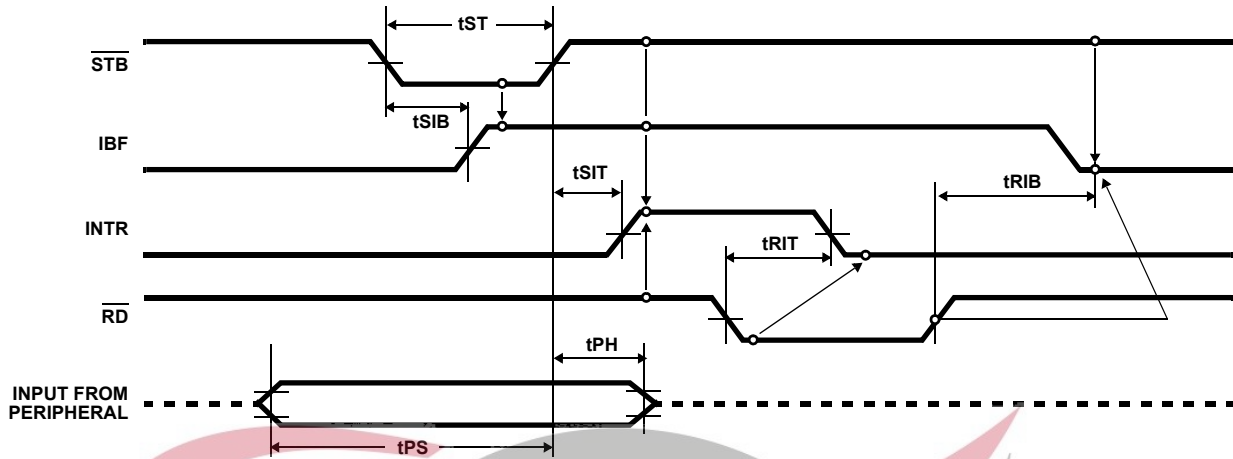 tST
STB
tSIB
IBF
tSIT
tRIB
INTR
tRIT
RD
tPH
INPUT FROM
PERIPHERAL
tPS